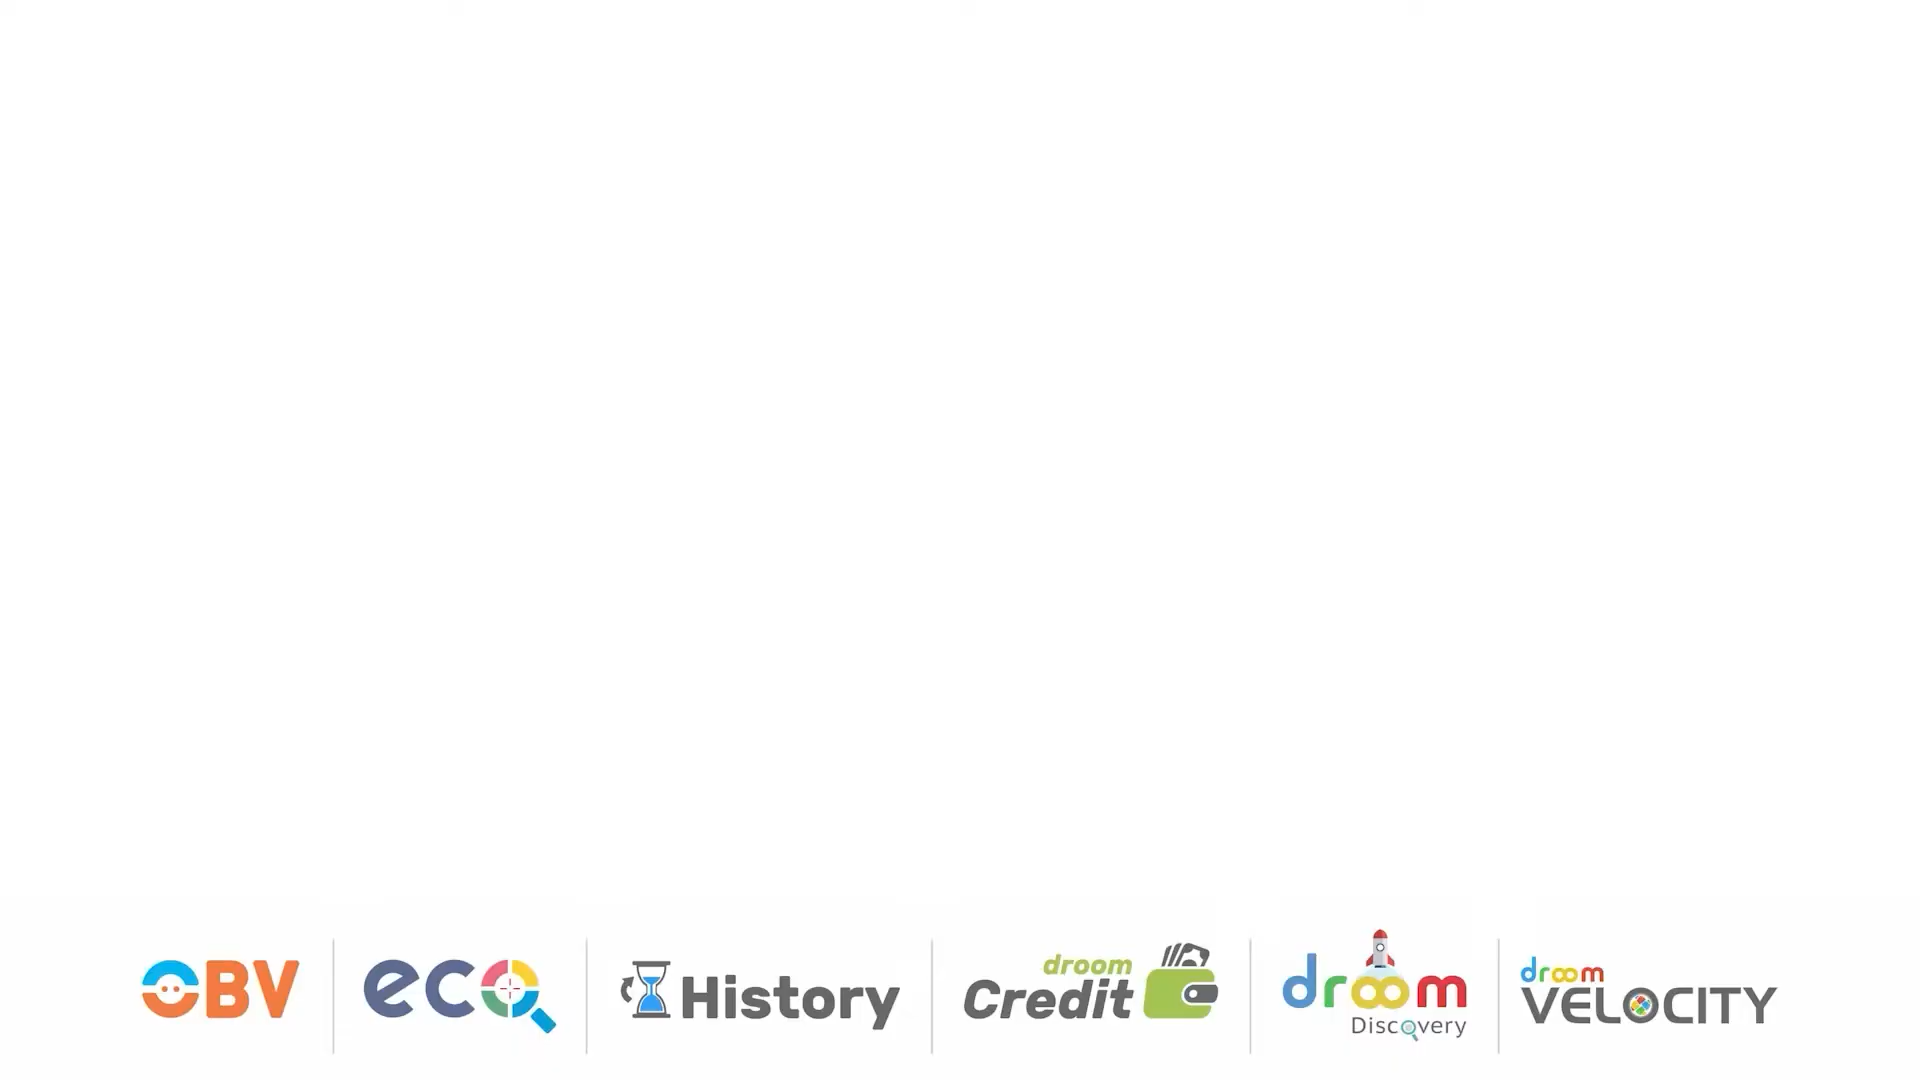 OBV
eco
History
droom
Credit
droom
Discovery
droom
VELOCITY